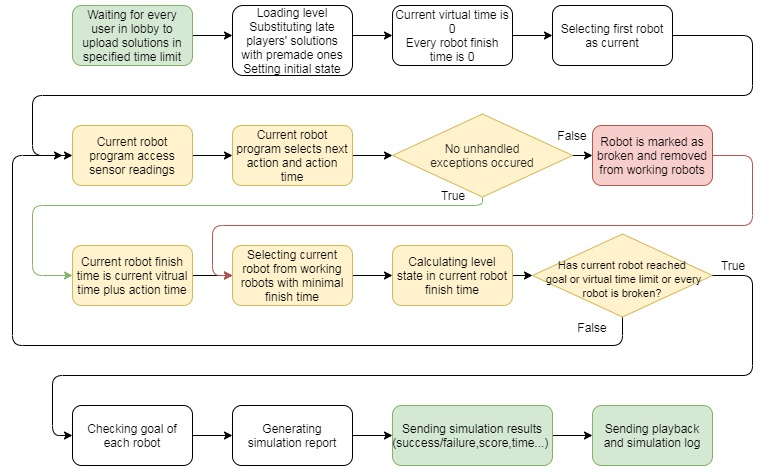 Waiting for every
user in lobby to
upload solutions in
specified time limit
Loading level
Substituting late
players' solutions
with premade ones
Setting initial state
Current virtual time is
0
Every robot finish
time is 0
Selecting first robot
as current
Current robot
program access
sensor readings
Current robot
program selects next
action and action
time
No unhandled
exceptions occured
False
True
Robot is marked as
broken and removed
from working robots
Current robot finish
time is current vitrual
time plus action time
Selecting current
robot from working
robots with minimal
finish time
Calculating level
state in current robot
finish time
Has current robot reached
goal or virtual time limit or every
robot is broken?
True
False
Checking goal of
each robot
Generating
simulation report
Sending simulation results
(success/failure,score,time...)
Sending playback
and simulation log